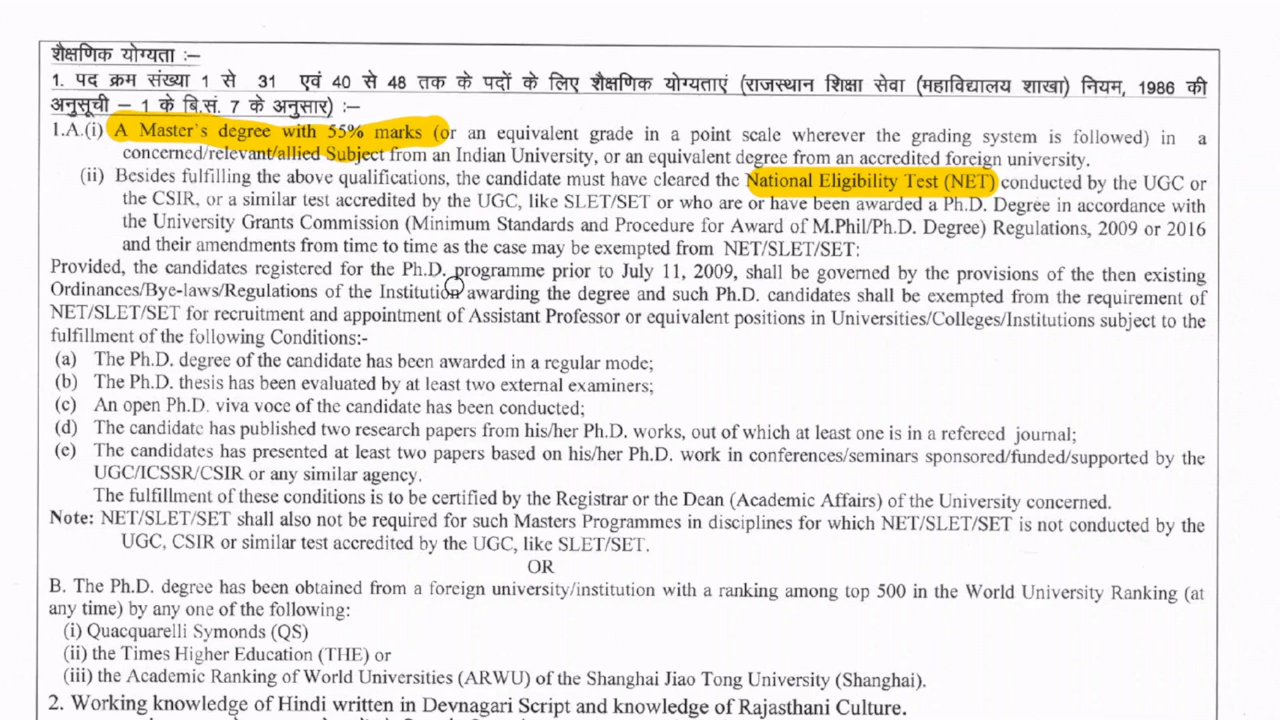 शैक्षणिक योग्यता :–
1. पद क्रम संख्या 1 से 31 एवं 40 से 48 तक के पदों के लिए शैक्षणिक योग्यताएं (राजस्थान शिक्षा सेवा (महाविद्यालय शाखा) नियम, 1986 की
अनुसूची – 1 के बि.सं. 7 के अनुसार) :–
1.A.(i) A Master's degree with 55% marks (or an equivalent grade in a point scale wherever the grading system is followed) in a
concerned/relevant/allied Subject from an Indian University, or an equivalent degree from an accredited foreign university.
(ii) Besides fulfilling the above qualifications, the candidate must have cleared the National Eligibility Test (NET) conducted by the UGC or
the CSIR, or a similar test accredited by the UGC, like SLET/SET or who are or have been awarded a Ph.D. Degree in accordance with
the University Grants Commission (Minimum Standards and Procedure for Award of M.Phil/Ph.D. Degree) Regulations, 2009 or 2016
and their amendments from time to time as the case may be exempted from NET/SLET/SET:
Provided, the candidates registered for the Ph.D. programme prior to July 11, 2009, shall be governed by the provisions of the then existing
Ordinances/Bye-laws/Regulations of the Institution awarding the degree and such Ph.D. candidates shall be exempted from the requirement of
NET/SLET/SET for recruitment and appointment of Assistant Professor or equivalent positions in Universities/Colleges/Institutions subject to the
fulfillment of the following Conditions:-
(a) The Ph.D. degree of the candidate has been awarded in a regular mode;
(b) The Ph.D. thesis has been evaluated by at least two external examiners;
(c) An open Ph.D. viva voce of the candidate has been conducted;
(d) The candidate has published two research papers from his/her Ph.D. works, out of which at least one is in a refereed journal;
(e) The candidates has presented at least two papers based on his/her Ph.D. work in conferences/seminars sponsored/funded/supported by the
UGC/ICSSR/CSIR or any similar agency.
The fulfillment of these conditions is to be certified by the Registrar or the Dean (Academic Affairs) of the University concerned.
Note: NET/SLET/SET shall also not be required for such Masters Programmes in disciplines for which NET/SLET/SET is not conducted by the
UGC, CSIR or similar test accredited by the UGC, like SLET/SET.
OR
B. The Ph.D. degree has been obtained from a foreign university/institution with a ranking among top 500 in the World University Ranking (at
any time) by any one of the following:
(i) Quacquarelli Symonds (QS)
(ii) the Times Higher Education (THE) or
(iii) the Academic Ranking of World Universities (ARWU) of the Shanghai Jiao Tong University (Shanghai).
2. Working knowledge of Hindi written in Devnagari Script and knowledge of Rajasthani Culture.